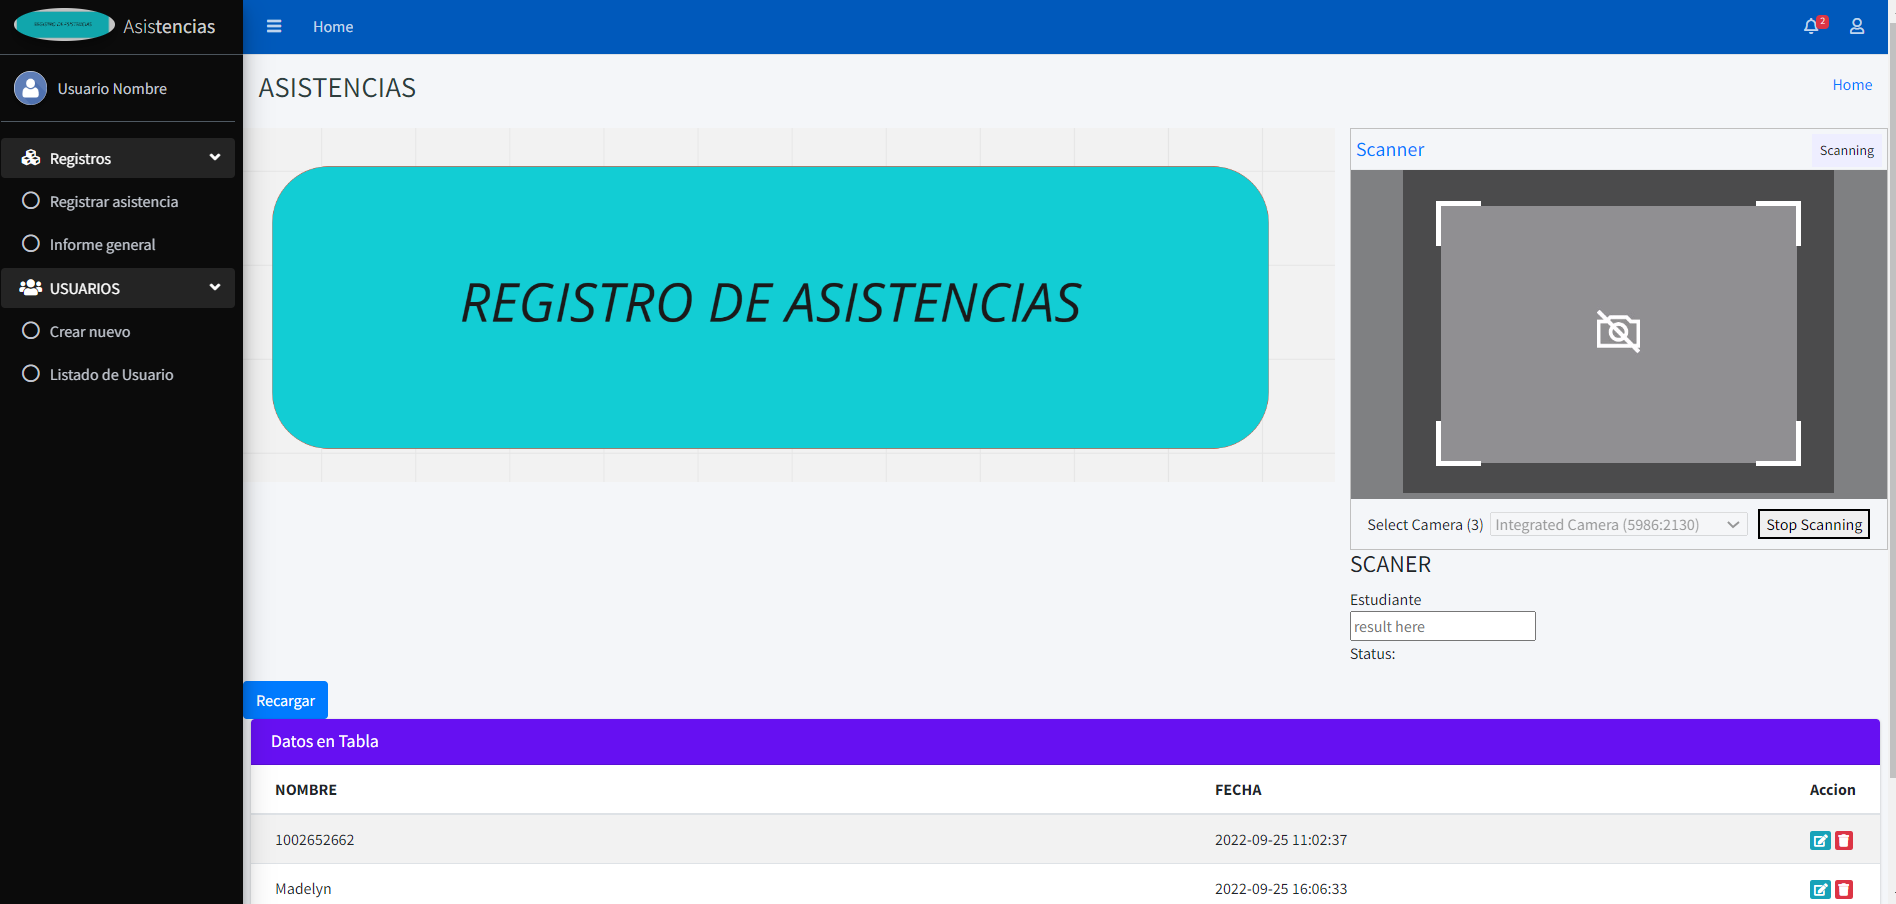 REGISTRO DE ASISTENCIAS
Asistencias
Home
2
Usuario Nombre
Registros
Registrar asistencia
Informe general
USUARIOS
Crear nuevo
Listado de Usuario
ASISTENCIAS
Home
REGISTRO DE ASISTENCIAS
Scanner
Scanning
Select Camera (3)
Integrated Camera (5986:2130)
Stop Scanning
SCANER
Estudiante
result here
Status:
Recargar
Datos en Tabla
NOMBRE FECHA Accion
1002652662 2022-09-25 11:02:37
Madelyn 2022-09-25 16:06:33